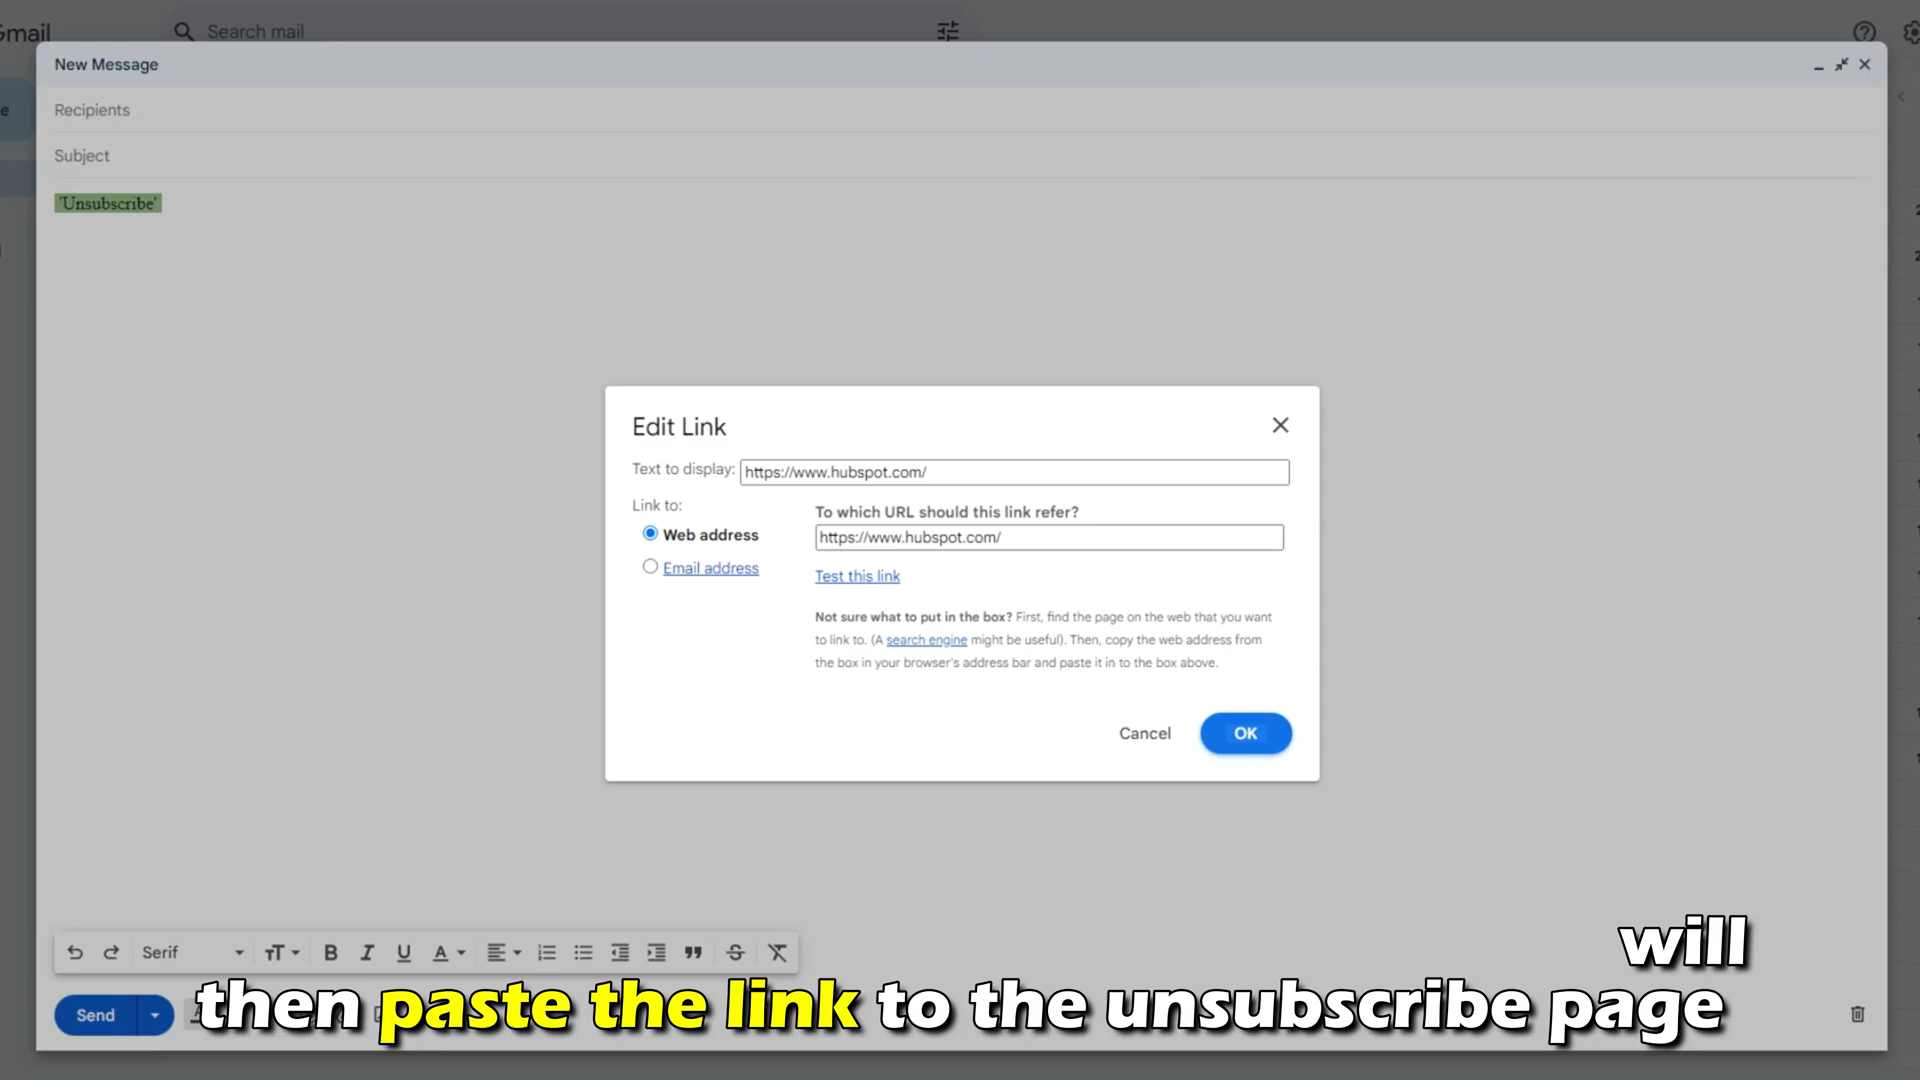 Gmail
Search mail
New Message
Recipients
Subject
'Unsubscribe'
Edit Link
Text to display: https://www.hubspot.com/
Link to:
To which URL should this link refer?
Web address
https://www.hubspot.com/
Email address
Test this link
Not sure what to put in the box? First, find the page on the web that you want
to link to. (A search engine might be useful). Then, copy the web address from
the box in your browser's address bar and paste it in to the box above.
Cancel
OK
Serif
Send
will
then paste the link to the unsubscribe page